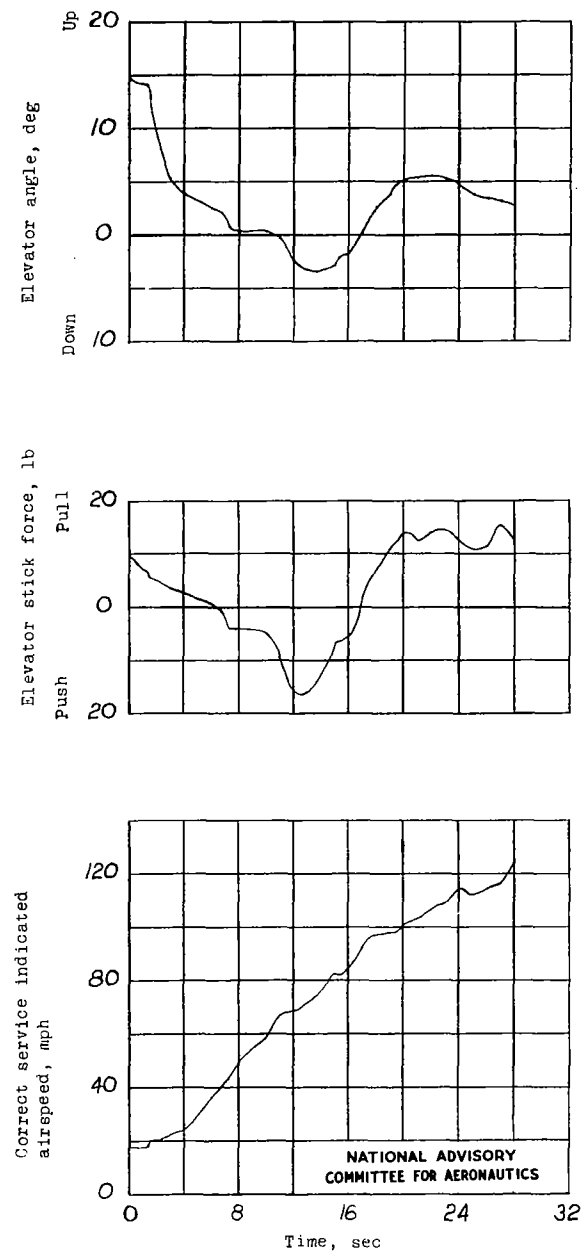 Up 20
10
0
Down 10
Elevator angle, deg
20
Pull
0
Push
20
Elevator stick force, lb
120
80
40
0
Correct service indicated
airspeed, mph
NATIONAL ADVISORY
COMMITTEE FOR AERONAUTICS
0 8 16 24 32
Time, sec